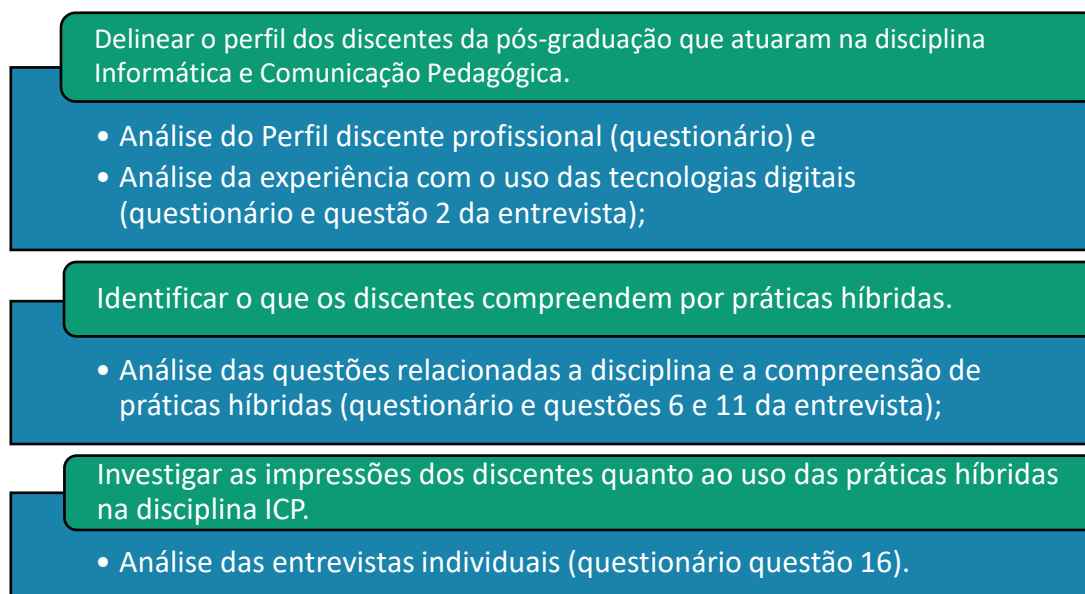 Delinear o perfil dos discentes da pós-graduação que atuaram na disciplina
Informática e Comunicação Pedagógica.
• Análise do Perfil discente profissional (questionário) e
• Análise da experiência com o uso das tecnologias digitais
(questionário e questão 2 da entrevista);
Identificar o que os discentes compreendem por práticas híbridas.
• Análise das questões relacionadas a disciplina e a compreensão de
práticas híbridas (questionário e questões 6 e 11 da entrevista);
Investigar as impressões dos discentes quanto ao uso das práticas híbridas
na disciplina ICP.
• Análise das entrevistas individuais (questionário questão 16).